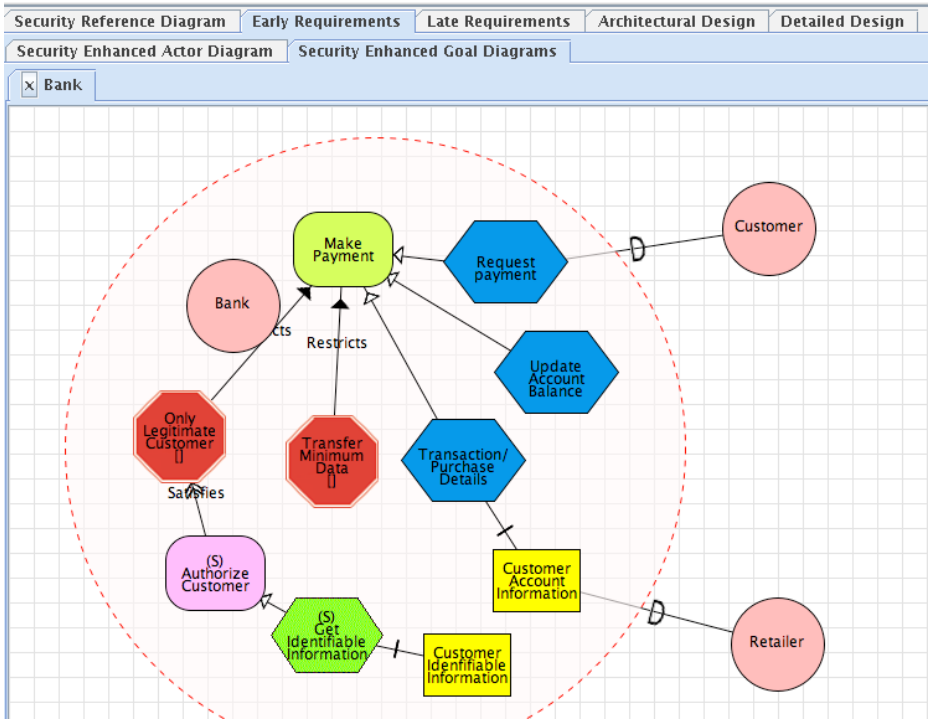 Security Reference Diagram Early Requirements Late Requirements Architectural Design Detailed Design
Security Enhanced Actor Diagram Security Enhanced Goal Diagrams
x Bank
Make
Payment
Request
payment
D
Customer
Bank
cts
Restricts
Update
Account
Balance
Only
Legitimate
Customer
[]
Transfer
Minimum
Data
[]
Transaction/
Purchase
Details
Satisfies
(S)
Authorize
Customer
Customer
Account
Information
D
Retailer
(S)
Get
Identifiable
Information
Customer
Identifiable
Information